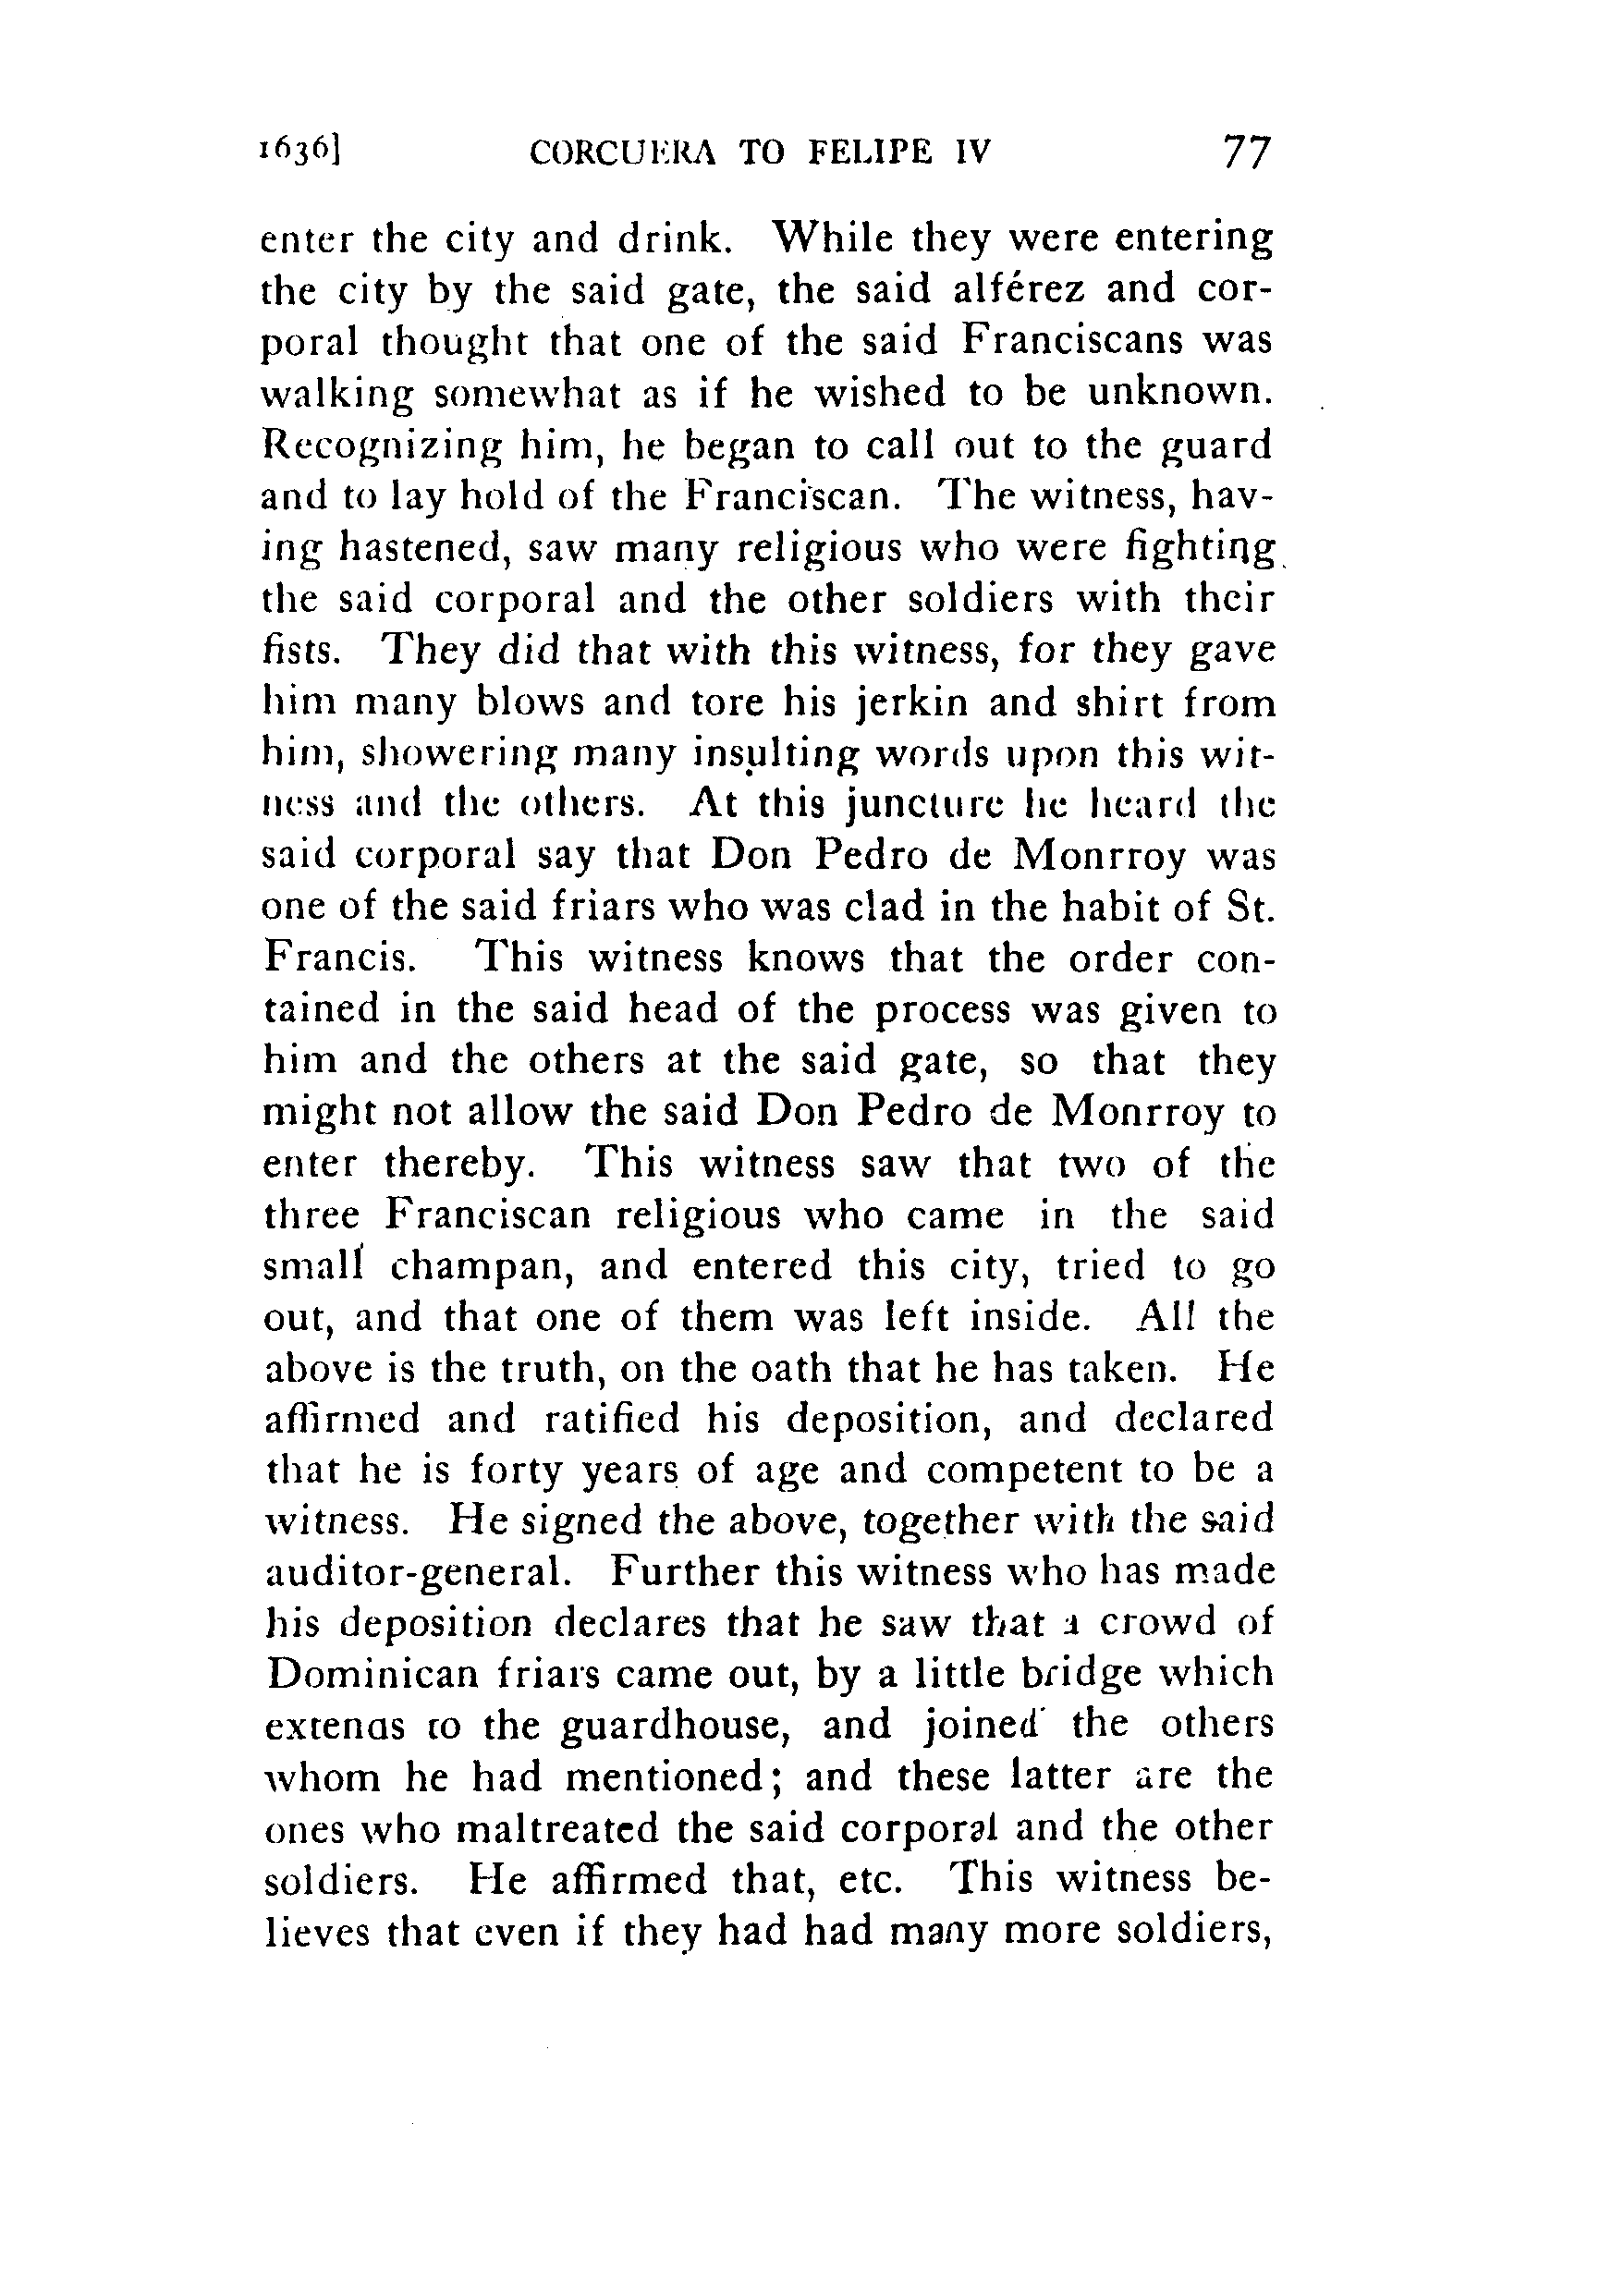 1636] CORCUERA TO FELIPE IV 77
enter the city and drink. While they were entering
the city by the said gate, the said alférez and cor-
poral thought that one of the said Franciscans was
walking somewhat as if he wished to be unknown.
Recognizing him, he began to call out to the guard
and to lay hold of the Franciscan. The witness, hav-
ing hastened, saw many religious who were fighting
the said corporal and the other soldiers with their
fists. They did that with this witness, for they gave
him many blows and tore his jerkin and shirt from
him, showering many insulting words upon this wit-
ness and the others. At this juncture he heard the
said corporal say that Don Pedro de Monrroy was
one of the said friars who was clad in the habit of St.
Francis. This witness knows that the order con-
tained in the said head of the process was given to
him and the others at the said gate, so that they
might not allow the said Don Pedro de Monrroy to
enter thereby. This witness saw that two of the
three Franciscan religious who came in the said
small champan, and entered this city, tried to go
out, and that one of them was left inside. All the
above is the truth, on the oath that he has taken. He
affirmed and ratified his deposition, and declared
that he is forty years of age and competent to be a
witness. He signed the above, together with the said
auditor-general. Further this witness who has made
his deposition declares that he saw that a crowd of
Dominican friars came out, by a little bridge which
extends to the guardhouse, and joined the others
whom he had mentioned; and these latter are the
ones who maltreated the said corporal and the other
soldiers. He affirmed that, etc. This witness be-
lieves that even if they had had many more soldiers,